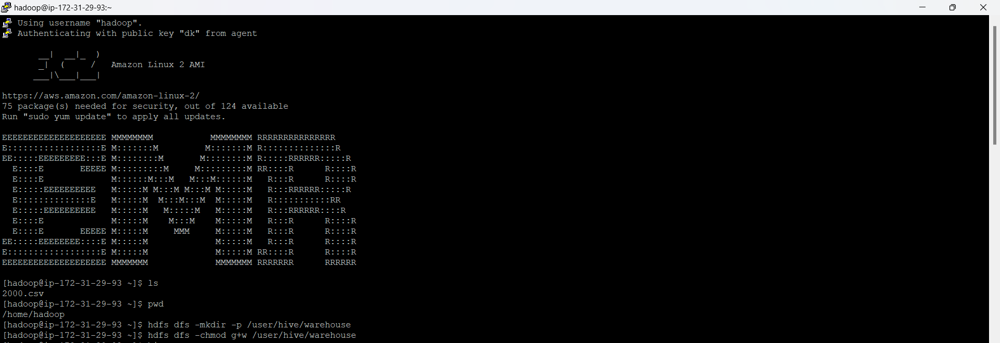 hadoop@ip-172-31-29-93:~
Using username "hadoop".
Authenticating with public key "dk" from agent
       __|  __|_  )
       _|  (     /   Amazon Linux 2 AMI
      ___|\___|___|
https://aws.amazon.com/amazon-linux-2/
75 package(s) needed for security, out of 124 available
Run "sudo yum update" to apply all updates.
EEEEEEEEEEEEEEEEEEEE MMMMMMMM           MMMMMMMM RRRRRRRRRRRRRRR
E::::::::::::::::::E M:::::::M         M:::::::M R::::::::::::::R
EE:::::EEEEEEEEE:::E M::::::::M       M::::::::M R:::::RRRRRR:::::R
  E::::E       EEEEE M:::::::::M     M:::::::::M RR::::R      R::::R
  E::::E             M::::::M:::M   M:::M::::::M   R:::R      R::::R
  E:::::EEEEEEEEEE   M:::::M M:::M M:::M M:::::M   R:::RRRRRR:::::R
  E::::::::::::::E   M:::::M  M:::M:::M  M:::::M   R:::::::::::RR
  E:::::EEEEEEEEEE   M:::::M   M:::::M   M:::::M   R:::RRRRRR::::R
  E::::E             M:::::M    M:::M    M:::::M   R:::R      R::::R
  E::::E       EEEEE M:::::M     MMM     M:::::M   R:::R      R::::R
EE:::::EEEEEEEE::::E M:::::M             M:::::M   R:::R      R::::R
E::::::::::::::::::E M:::::M             M:::::M RR::::R      R::::R
EEEEEEEEEEEEEEEEEEEE MMMMMMM             MMMMMMM RRRRRRR      RRRRRR
[hadoop@ip-172-31-29-93 ~]$ ls
2000.csv
[hadoop@ip-172-31-29-93 ~]$ pwd
/home/hadoop
[hadoop@ip-172-31-29-93 ~]$ hdfs dfs -mkdir -p /user/hive/warehouse
[hadoop@ip-172-31-29-93 ~]$ hdfs dfs -chmod g+w /user/hive/warehouse